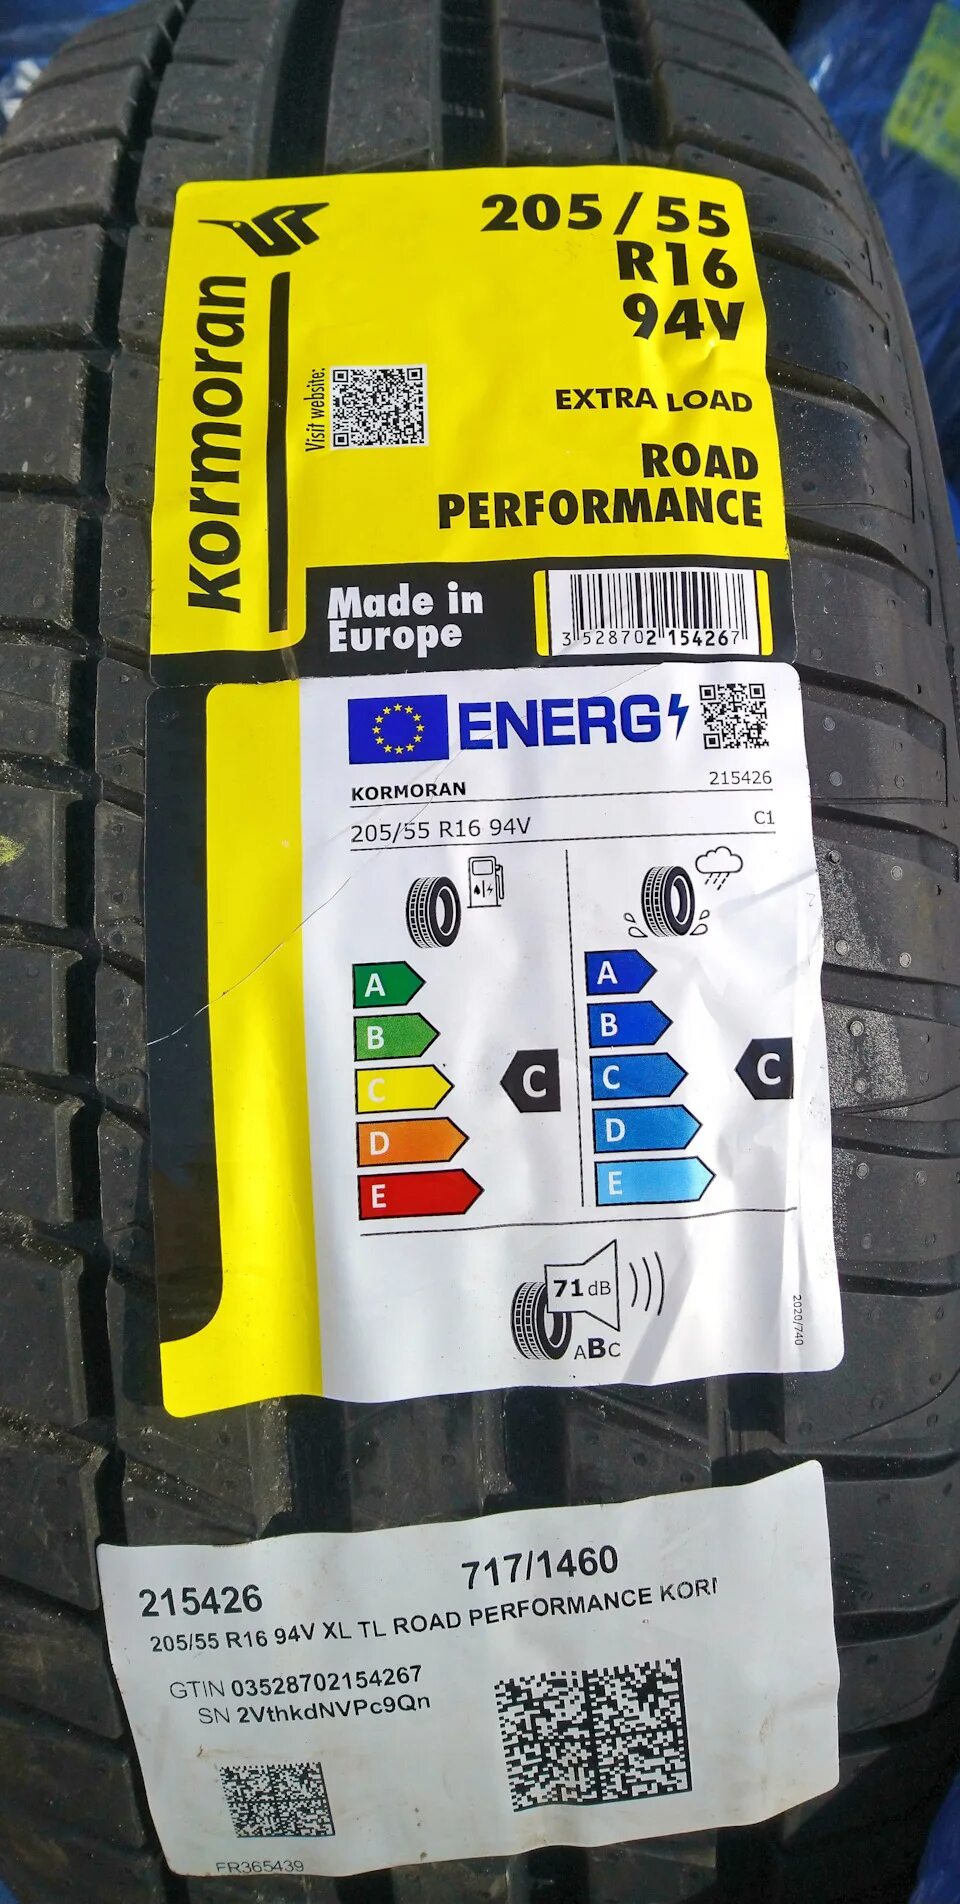 205/55
R16
94V
kormoran
Visit website:
EXTRA LOAD
ROAD
PERFORMANCE
Made in
Europe
3 528702 154267
ENERG
KORMORAN 215426
205/55 R16 94V C1
A A
B B
C C C C
D D
E E
71 dB
ABC
2020/740
215426 717/1460
205/55 R16 94V XL TL ROAD PERFORMANCE KOR
GTIN 03528702154267
SN 2VthkdNVPc9Qn
FR365439